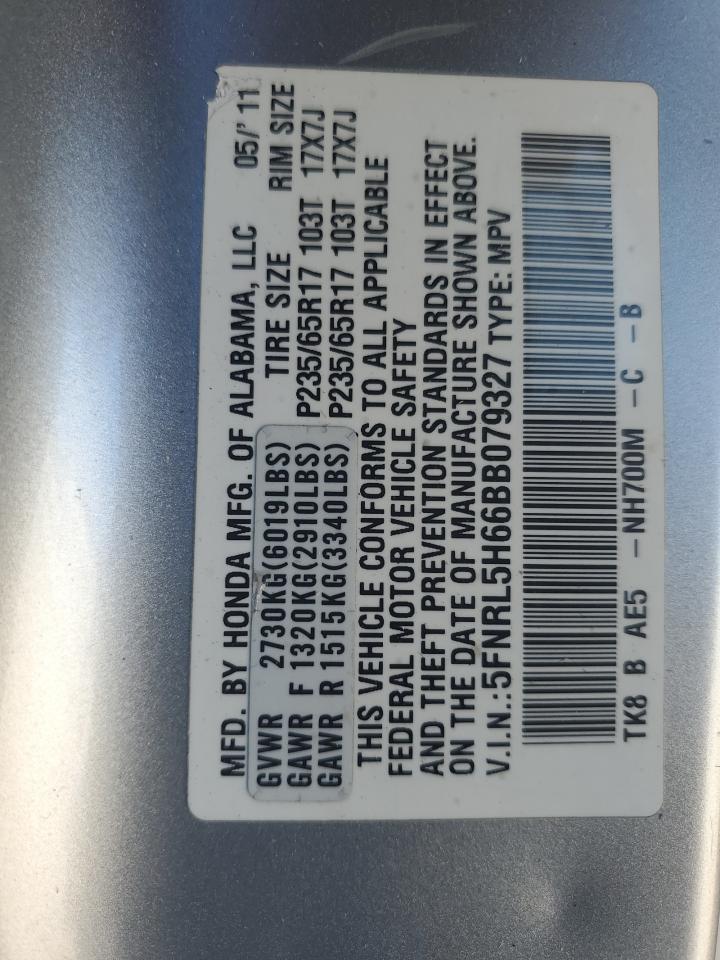 MFD. BY HONDA MFG. OF ALABAMA, LLC 05/' 11
GVWR 2730KG(6019LBS) TIRE SIZE RIM SIZE
GAWR F 1320KG(2910LBS) P235/65R17 103T 17X7J
GAWR R 1515KG(3340LBS) P235/65R17 103T 17X7J
THIS VEHICLE CONFORMS TO ALL APPLICABLE
FEDERAL MOTOR VEHICLE SAFETY
AND THEFT PREVENTION STANDARDS IN EFFECT
ON THE DATE OF MANUFACTURE SHOWN ABOVE.
V.I.N.:5FNRL5H66BB079327 TYPE: MPV
TK8 B AE5 -NH700M -C -B